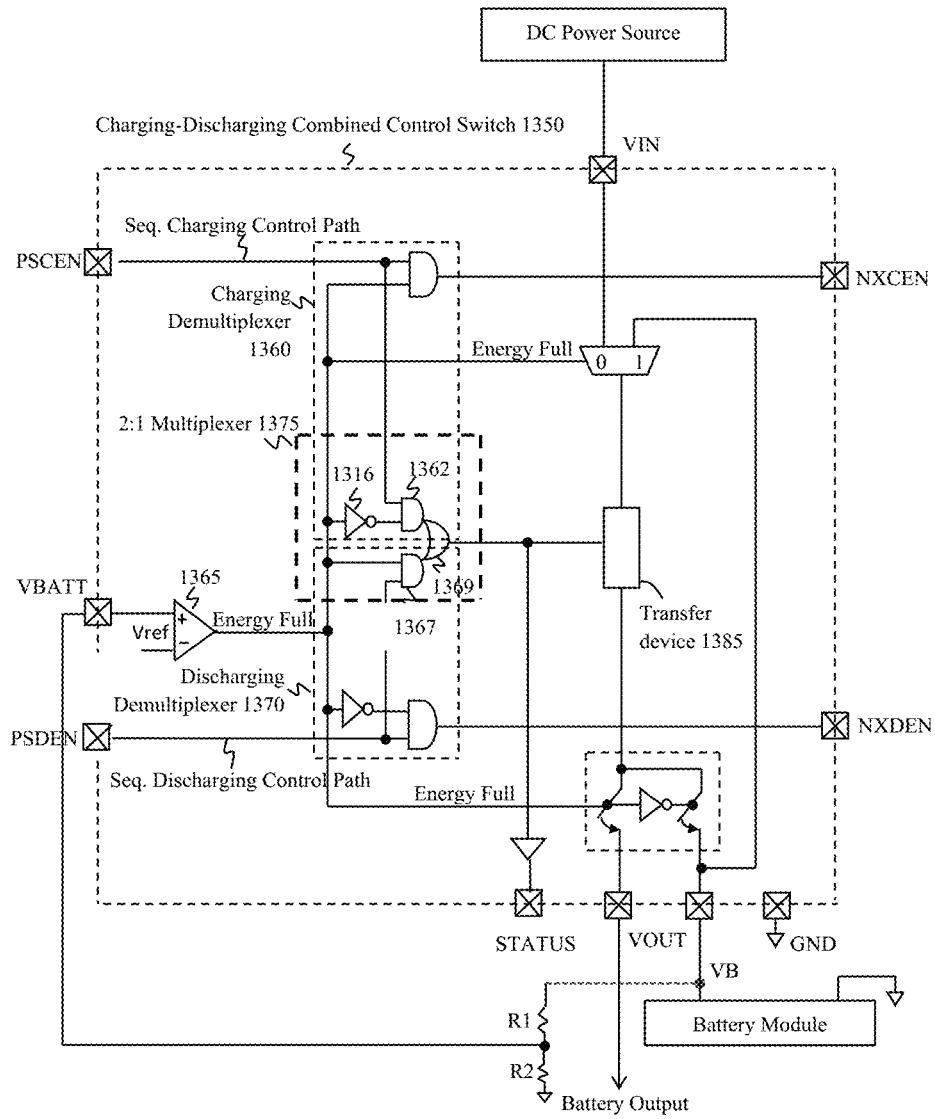 DC Power Source
Charging-Discharging Combined Control Switch 1350
VIN
Seq. Charging Control Path
PSCEN
NXCEN
Charging
Demultiplexer
1360
Energy Full
0 1
2:1 Multiplexer 1375
1316
1362
VBATT
1365
1369
+
Energy Full
1367
Vref
−
Transfer
device 1385
Discharging
Demultiplexer 1370
PSDEN
NXDEN
Seq. Discharging Control Path
Energy Full
STATUS
VOUT
GND
VB
R1
Battery Module
R2
Battery Output